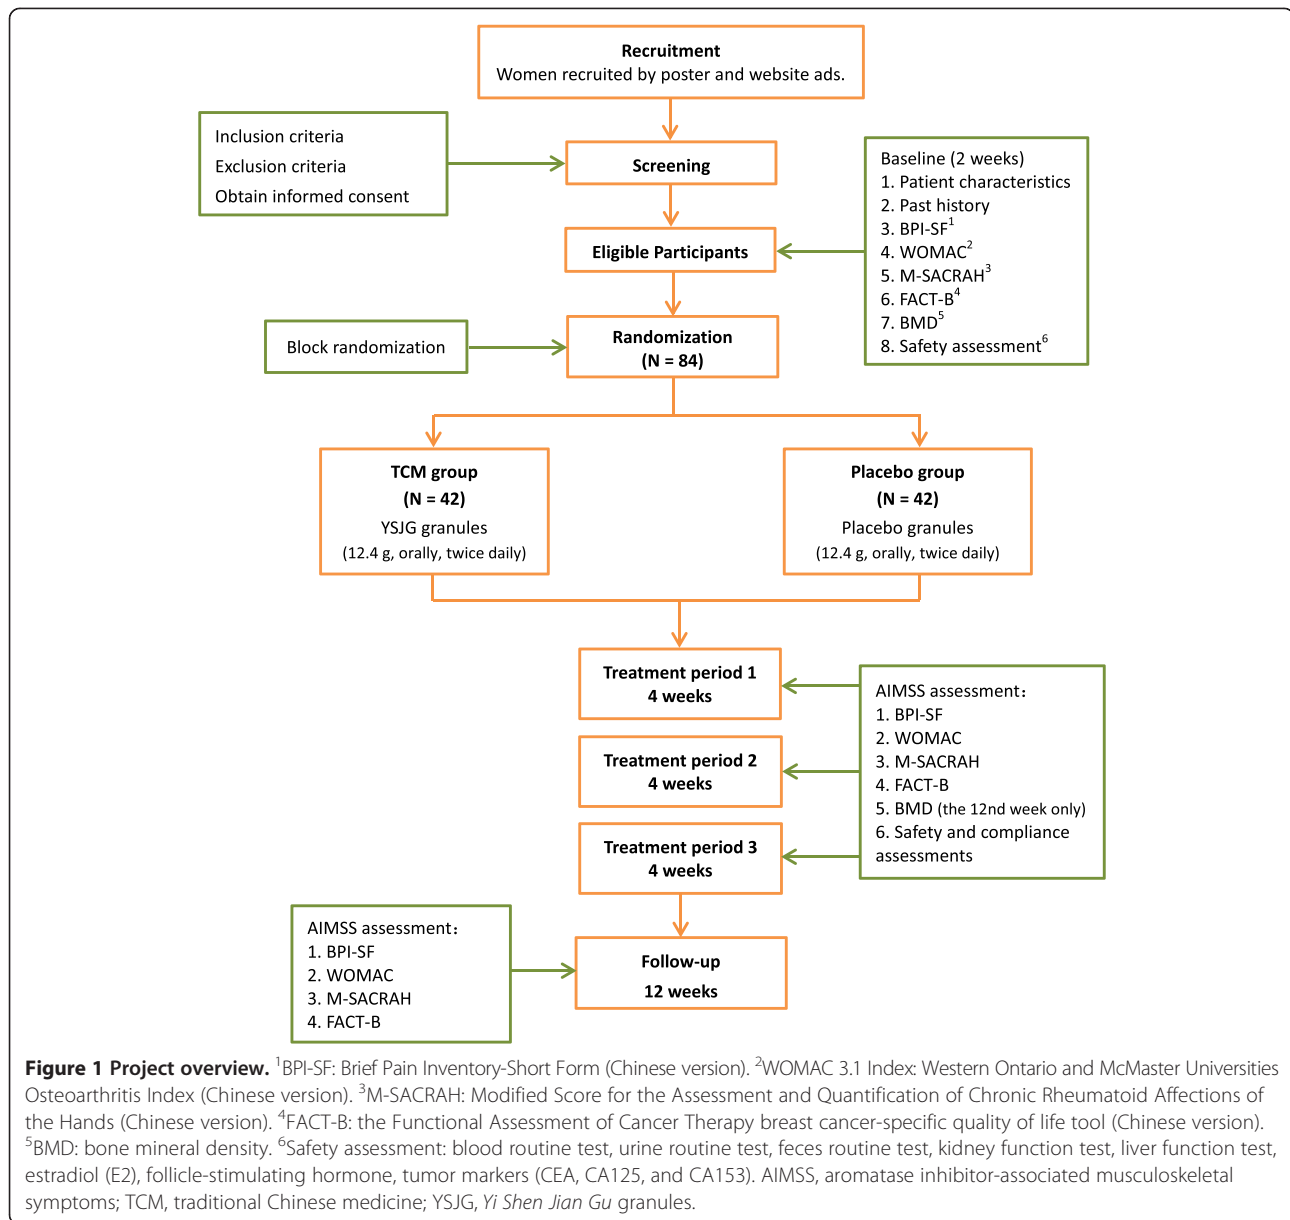 Recruitment
Women recruited by poster and website ads.
Inclusion criteria
Exclusion criteria
Obtain informed consent
Screening
Baseline (2 weeks)
1. Patient characteristics
2. Past history
3. BPI-SF1
4. WOMAC2
5. M-SACRAH3
6. FACT-B4
7. BMD5
8. Safety assessment6
Eligible Participants
Block randomization
Randomization
(N = 84)
TCM group
(N = 42)
YSJG granules
(12.4 g, orally, twice daily)
Placebo group
(N = 42)
Placebo granules
(12.4 g, orally, twice daily)
Treatment period 1
4 weeks
Treatment period 2
4 weeks
Treatment period 3
4 weeks
AIMSS assessment：
1. BPI-SF
2. WOMAC
3. M-SACRAH
4. FACT-B
5. BMD (the 12nd week only)
6. Safety and compliance
assessments
AIMSS assessment：
1. BPI-SF
2. WOMAC
3. M-SACRAH
4. FACT-B
Follow-up
12 weeks
Figure 1 Project overview. 1BPI-SF: Brief Pain Inventory-Short Form (Chinese version). 2WOMAC 3.1 Index: Western Ontario and McMaster Universities
Osteoarthritis Index (Chinese version). 3M-SACRAH: Modified Score for the Assessment and Quantification of Chronic Rheumatoid Affections of
the Hands (Chinese version). 4FACT-B: the Functional Assessment of Cancer Therapy breast cancer-specific quality of life tool (Chinese version).
5BMD: bone mineral density. 6Safety assessment: blood routine test, urine routine test, feces routine test, kidney function test, liver function test,
estradiol (E2), follicle-stimulating hormone, tumor markers (CEA, CA125, and CA153). AIMSS, aromatase inhibitor-associated musculoskeletal
symptoms; TCM, traditional Chinese medicine; YSJG, Yi Shen Jian Gu granules.